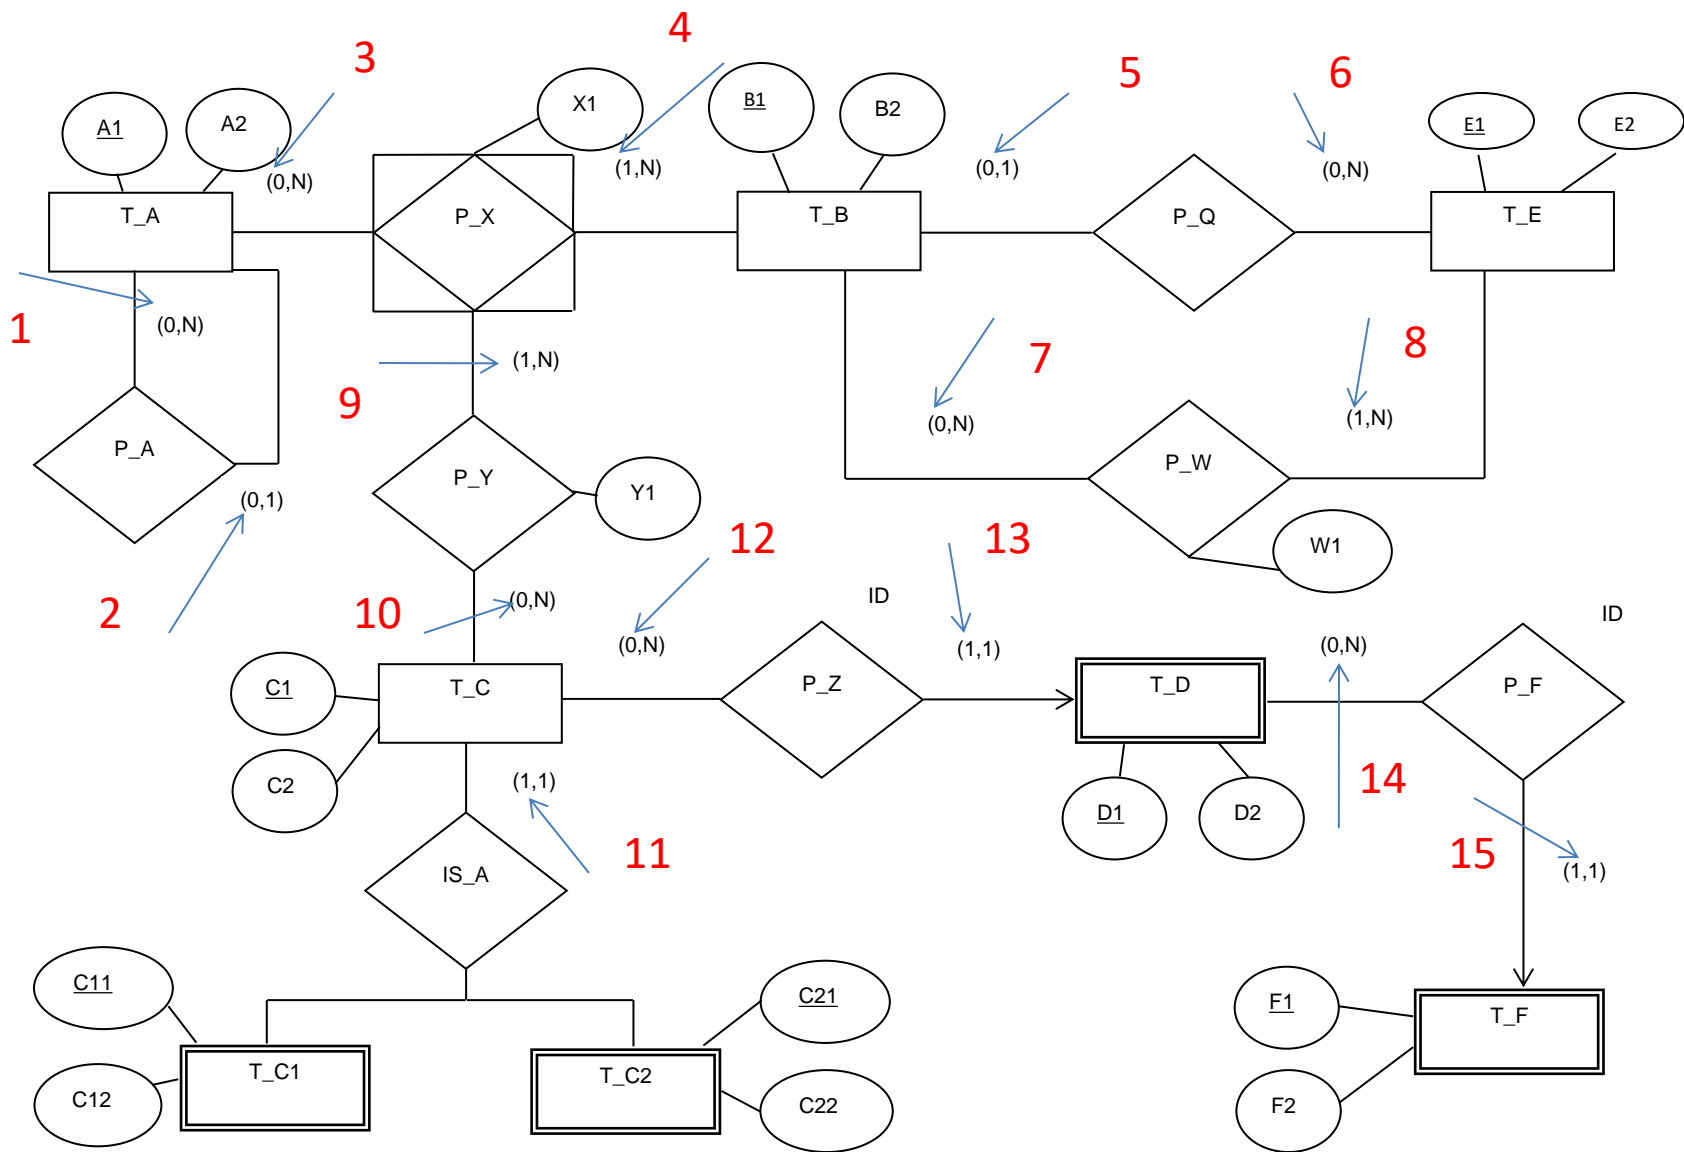 3
4
5
6
A1
A2
X1
B1
B2
E1
E2
(0,N)
(1,N)
(0,1)
(0,N)
T_A
P_X
T_B
P_Q
T_E
1
(0,N)
9
(1,N)
7
8
(0,N)
(1,N)
P_A
P_Y
P_W
(0,1)
Y1
2
12
13
W1
10
(0,N)
ID
ID
(0,N)
(1,1)
(0,N)
C1
T_C
P_Z
T_D
P_F
C2
(1,1)
D1
D2
14
11
15
(1,1)
IS_A
C11
C21
F1
T_F
C12
T_C1
T_C2
C22
F2